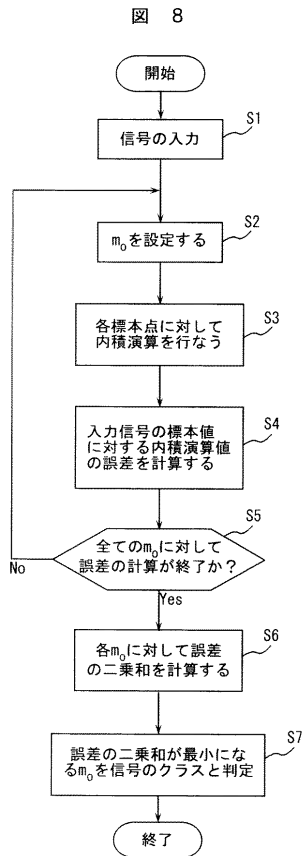 図 8
開始
S1
信号の入力
S2
m₀を設定する
S3
各標本点に対して
内積演算を行なう
S4
入力信号の標本値
に対する内積演算値
の誤差を計算する
S5
全てのm₀に対して
誤差の計算が終了か?
No
Yes
S6
各m₀に対して誤差
の二乗和を計算する
S7
誤差の二乗和が最小にな
るm₀を信号のクラスと判定
終了